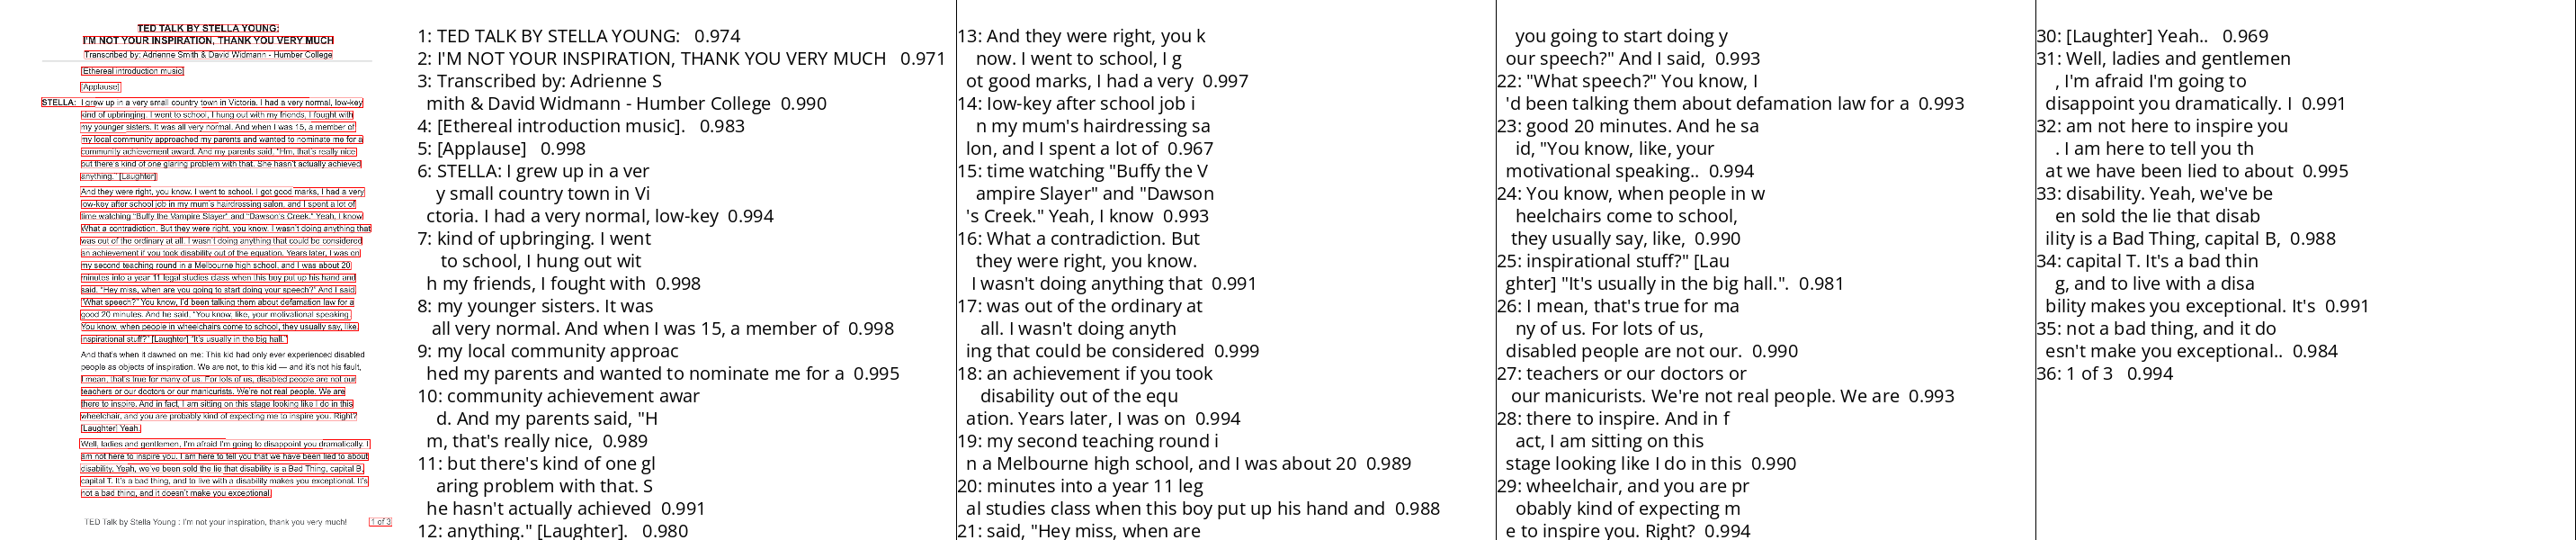 TED TALK BY STELLA YOUNG:
I'M NOT YOUR INSPIRATION, THANK YOU VERY MUCH
Transcribed by: Adrienne Smith & David Widmann - Humber College
[Ethereal introduction music]
[Applause]
STELLA: I grew up in a very small country town in Victoria. I had a very normal, low-key
kind of upbringing. I went to school, I hung out with my friends, I fought with
my younger sisters. It was all very normal. And when I was 15, a member of
my local community approached my parents and wanted to nominate me for a
community achievement award. And my parents said, "Hm, that's really nice,
but there's kind of one glaring problem with that. She hasn't actually achieved
anything." [Laughter]
And they were right, you know. I went to school, I got good marks, I had a very
low-key after school job in my mum's hairdressing salon, and I spent a lot of
time watching "Buffy the Vampire Slayer" and "Dawson's Creek." Yeah, I know.
What a contradiction. But they were right, you know. I wasn't doing anything that
was out of the ordinary at all. I wasn't doing anything that could be considered
an achievement if you took disability out of the equation. Years later, I was on
my second teaching round in a Melbourne high school, and I was about 20
minutes into a year 11 legal studies class when this boy put up his hand and
said, "Hey miss, when are you going to start doing your speech?" And I said,
"What speech?" You know, I'd been talking them about defamation law for a
good 20 minutes. And he said, "You know, like, your motivational speaking.
You know, when people in wheelchairs come to school, they usually say, like,
inspirational stuff?" [Laughter] "It's usually in the big hall."
And that's when it dawned on me: This kid had only ever experienced disabled
people as objects of inspiration. We are not, to this kid — and it's not his fault,
I mean, that's true for many of us. For lots of us, disabled people are not our
teachers or our doctors or our manicurists. We're not real people. We are
there to inspire. And in fact, I am sitting on this stage looking like I do in this
wheelchair, and you are probably kind of expecting me to inspire you. Right?
[Laughter] Yeah.
Well, ladies and gentlemen, I'm afraid I'm going to disappoint you dramatically. I
am not here to inspire you. I am here to tell you that we have been lied to about
disability. Yeah, we've been sold the lie that disability is a Bad Thing, capital B,
capital T. It's a bad thing, and to live with a disability makes you exceptional. It's
not a bad thing, and it doesn't make you exceptional.
TED Talk by Stella Young : I'm not your inspiration, thank you very much! 1 of 3
1: TED TALK BY STELLA YOUNG: 0.974
2: I'M NOT YOUR INSPIRATION, THANK YOU VERY MUCH 0.971
3: Transcribed by: Adrienne S
mith & David Widmann - Humber College 0.990
4: [Ethereal introduction music]. 0.983
5: [Applause] 0.998
6: STELLA: I grew up in a ver
y small country town in Vi
ctoria. I had a very normal, low-key 0.994
7: kind of upbringing. I went
to school, I hung out wit
h my friends, I fought with 0.998
8: my younger sisters. It was
all very normal. And when I was 15, a member of 0.998
9: my local community approac
hed my parents and wanted to nominate me for a 0.995
10: community achievement awar
d. And my parents said, "H
m, that's really nice, 0.989
11: but there's kind of one gl
aring problem with that. S
he hasn't actually achieved 0.991
12: anything." [Laughter]. 0.980
13: And they were right, you k
now. I went to school, I g
ot good marks, I had a very 0.997
14: low-key after school job i
n my mum's hairdressing sa
lon, and I spent a lot of 0.967
15: time watching "Buffy the V
ampire Slayer" and "Dawson
's Creek." Yeah, I know 0.993
16: What a contradiction. But
they were right, you know.
I wasn't doing anything that 0.991
17: was out of the ordinary at
all. I wasn't doing anyth
ing that could be considered 0.999
18: an achievement if you took
disability out of the equ
ation. Years later, I was on 0.994
19: my second teaching round i
n a Melbourne high school, and I was about 20 0.989
20: minutes into a year 11 leg
al studies class when this boy put up his hand and 0.988
21: said, "Hey miss, when are
you going to start doing y
our speech?" And I said, 0.993
22: "What speech?" You know, I
'd been talking them about defamation law for a 0.993
23: good 20 minutes. And he sa
id, "You know, like, your
motivational speaking.. 0.994
24: You know, when people in w
heelchairs come to school,
they usually say, like, 0.990
25: inspirational stuff?" [Lau
ghter] "It's usually in the big hall.". 0.981
26: I mean, that's true for ma
ny of us. For lots of us,
disabled people are not our. 0.990
27: teachers or our doctors or
our manicurists. We're not real people. We are 0.993
28: there to inspire. And in f
act, I am sitting on this
stage looking like I do in this 0.990
29: wheelchair, and you are pr
obably kind of expecting m
e to inspire you. Right? 0.994
30: [Laughter] Yeah.. 0.969
31: Well, ladies and gentlemen
, I'm afraid I'm going to
disappoint you dramatically. I 0.991
32: am not here to inspire you
. I am here to tell you th
at we have been lied to about 0.995
33: disability. Yeah, we've be
en sold the lie that disab
ility is a Bad Thing, capital B, 0.988
34: capital T. It's a bad thin
g, and to live with a disa
bility makes you exceptional. It's 0.991
35: not a bad thing, and it do
esn't make you exceptional.. 0.984
36: 1 of 3 0.994